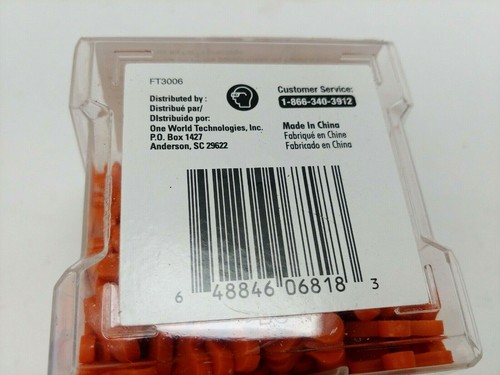 FT3006
Distributed by :
Distribué par/
Distribuido por:
One World Technologies, Inc.
P.O. Box 1427
Anderson, SC 29622
Customer Service:
1-866-340-3912
Made In China
Fabriqué en Chine
Fabricado en China
6 48846 06818 3